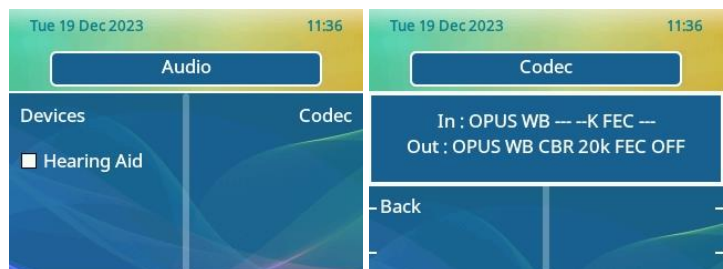 Tue 19 Dec 2023 11:36
Audio
Devices Codec
Hearing Aid
Tue 19 Dec 2023 11:36
Codec
In : OPUS WB --- --K FEC ---
Out : OPUS WB CBR 20k FEC OFF
Back